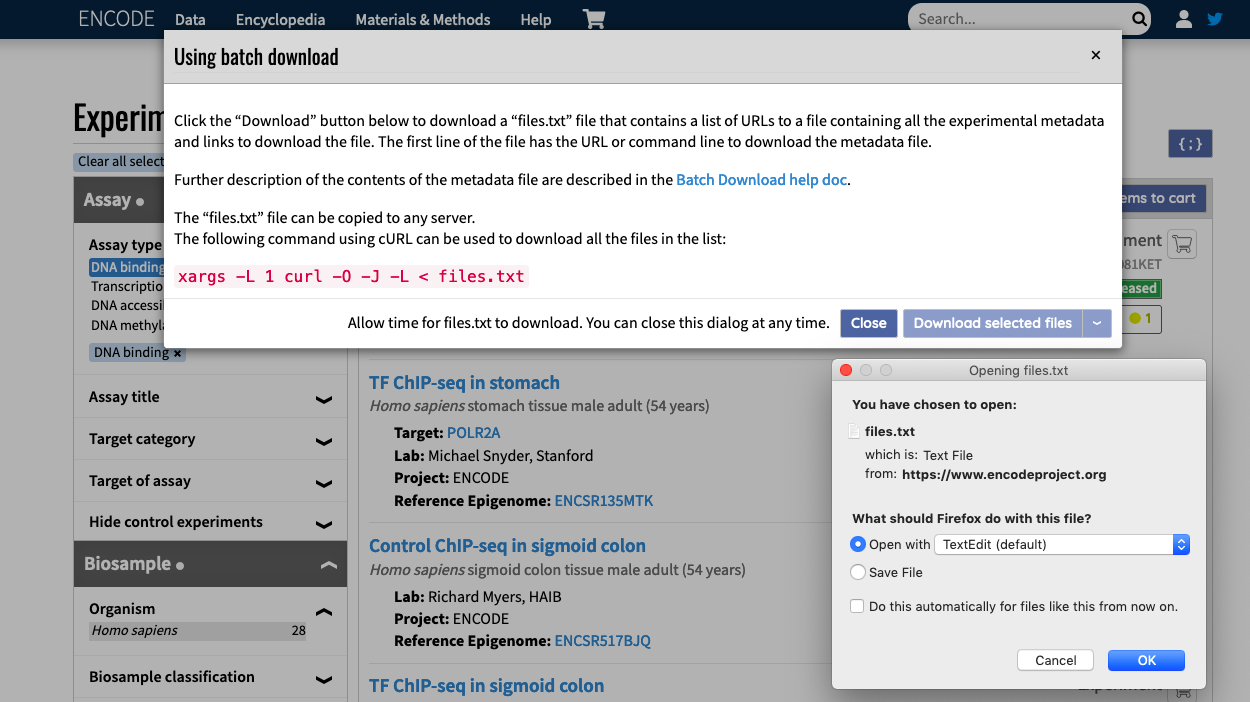 ENCODE Data Encyclopedia Materials & Methods Help Search...
Using batch download ×
Click the “Download” button below to download a “files.txt” file that contains a list of URLs to a file containing all the experimental metadata
and links to download the file. The first line of the file has the URL or command line to download the metadata file.
Further description of the contents of the metadata file are described in the Batch Download help doc.
The “files.txt” file can be copied to any server.
The following command using cURL can be used to download all the files in the list:
xargs -L 1 curl -O -J -L < files.txt
Allow time for files.txt to download. You can close this dialog at any time. Close Download selected files
Experim
Clear all select
{;}
Assay
ems to cart
Assay type
DNA binding
Transcriptio
DNA accessi
DNA methyl
DNA binding ×
ment
081KET
eased
1
Assay title
Target category
Target of assay
Hide control experiments
Biosample
Organism
Homo sapiens 28
Biosample classification
TF ChIP-seq in stomach
Homo sapiens stomach tissue male adult (54 years)
Target: POLR2A
Lab: Michael Snyder, Stanford
Project: ENCODE
Reference Epigenome: ENCSR135MTK
Control ChIP-seq in sigmoid colon
Homo sapiens sigmoid colon tissue male adult (54 years)
Lab: Richard Myers, HAIB
Project: ENCODE
Reference Epigenome: ENCSR517BJQ
TF ChIP-seq in sigmoid colon
Opening files.txt
You have chosen to open:
files.txt
which is: Text File
from: https://www.encodeproject.org
What should Firefox do with this file?
Open with TextEdit (default)
Save File
Do this automatically for files like this from now on.
Cancel OK